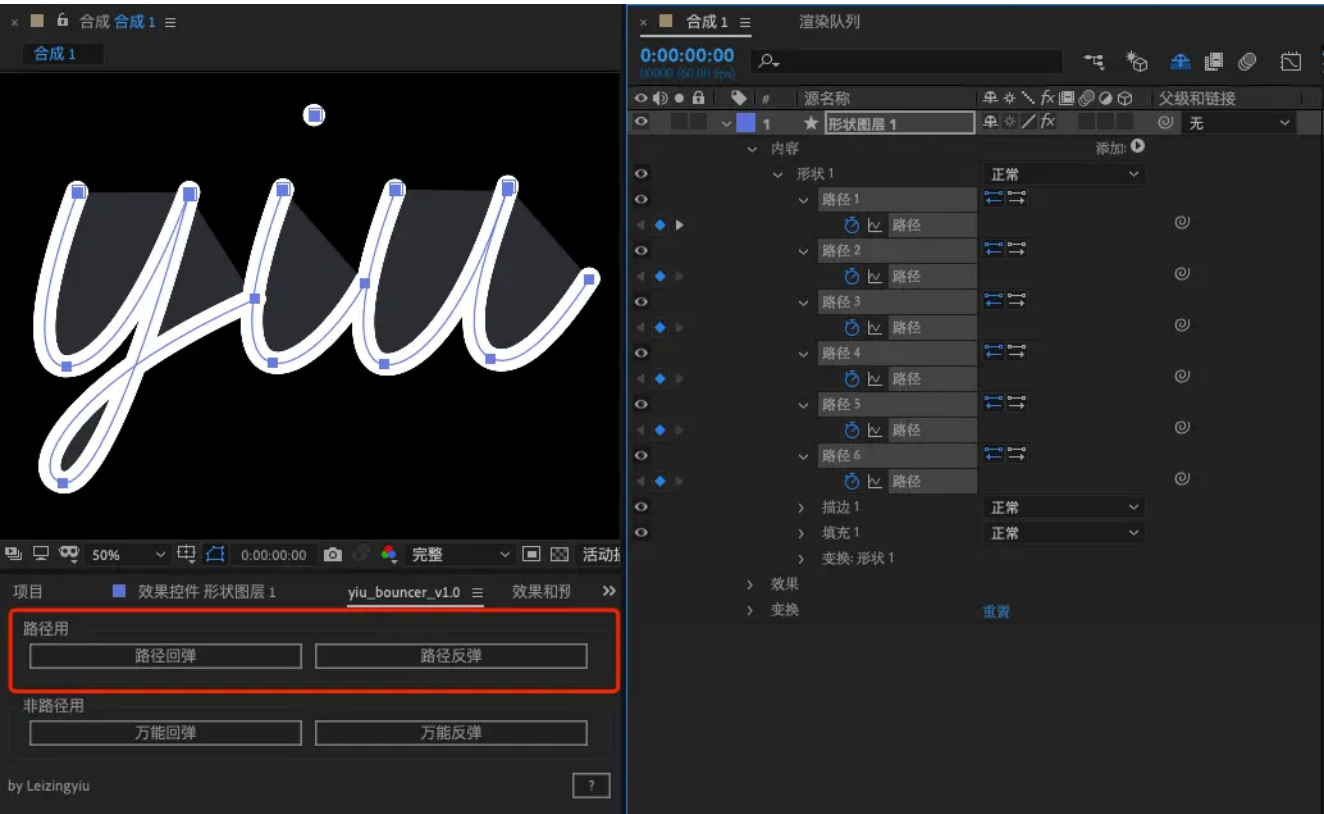 合成 合成 1
合成 1
yiu
50%
0:00:00:00
完整
活动摄
项目
效果控件 形状图层 1
yiu_bouncer_v1.0
效果和预
路径用
路径回弹
路径反弹
非路径用
万能回弹
万能反弹
by Leizingyiu
?
合成 1
渲染队列
0:00:00:00
00000 (60.00 fps)
# 源名称
fx
父级和链接
1 形状图层 1
fx
无
内容
添加:
形状 1
正常
路径 1
路径
路径 2
路径
路径 3
路径
路径 4
路径
路径 5
路径
路径 6
路径
描边 1
正常
填充 1
正常
变换: 形状 1
效果
变换
重置